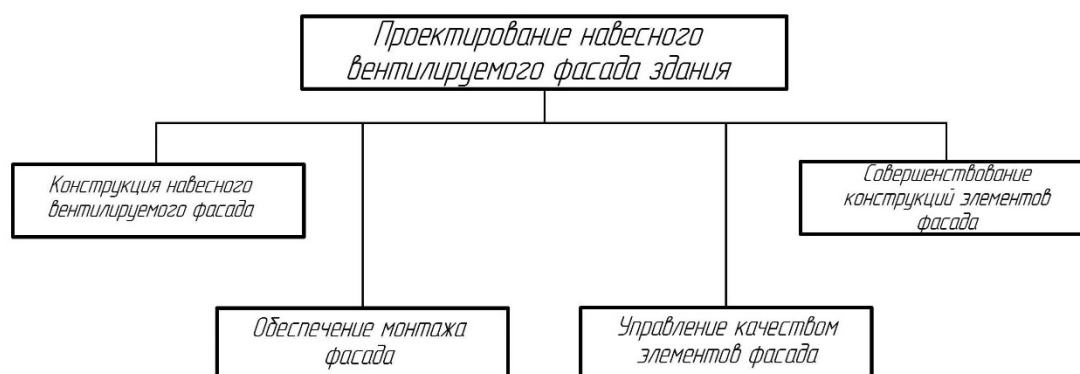 Проектирование навесного
вентилируемого фасада здания
Конструкция навесного
вентилируемого фасада
Совершенствование
конструкций элементов
фасада
Обеспечение монтажа
фасада
Управление качеством
элементов фасада